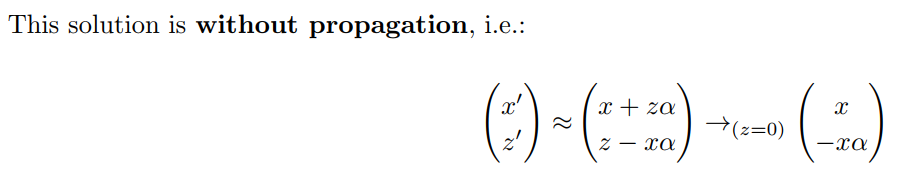 This solution is without propagation, i.e.:
(x′ z′) ≈ (x + zα z − xα) →(z=0) (x −xα)